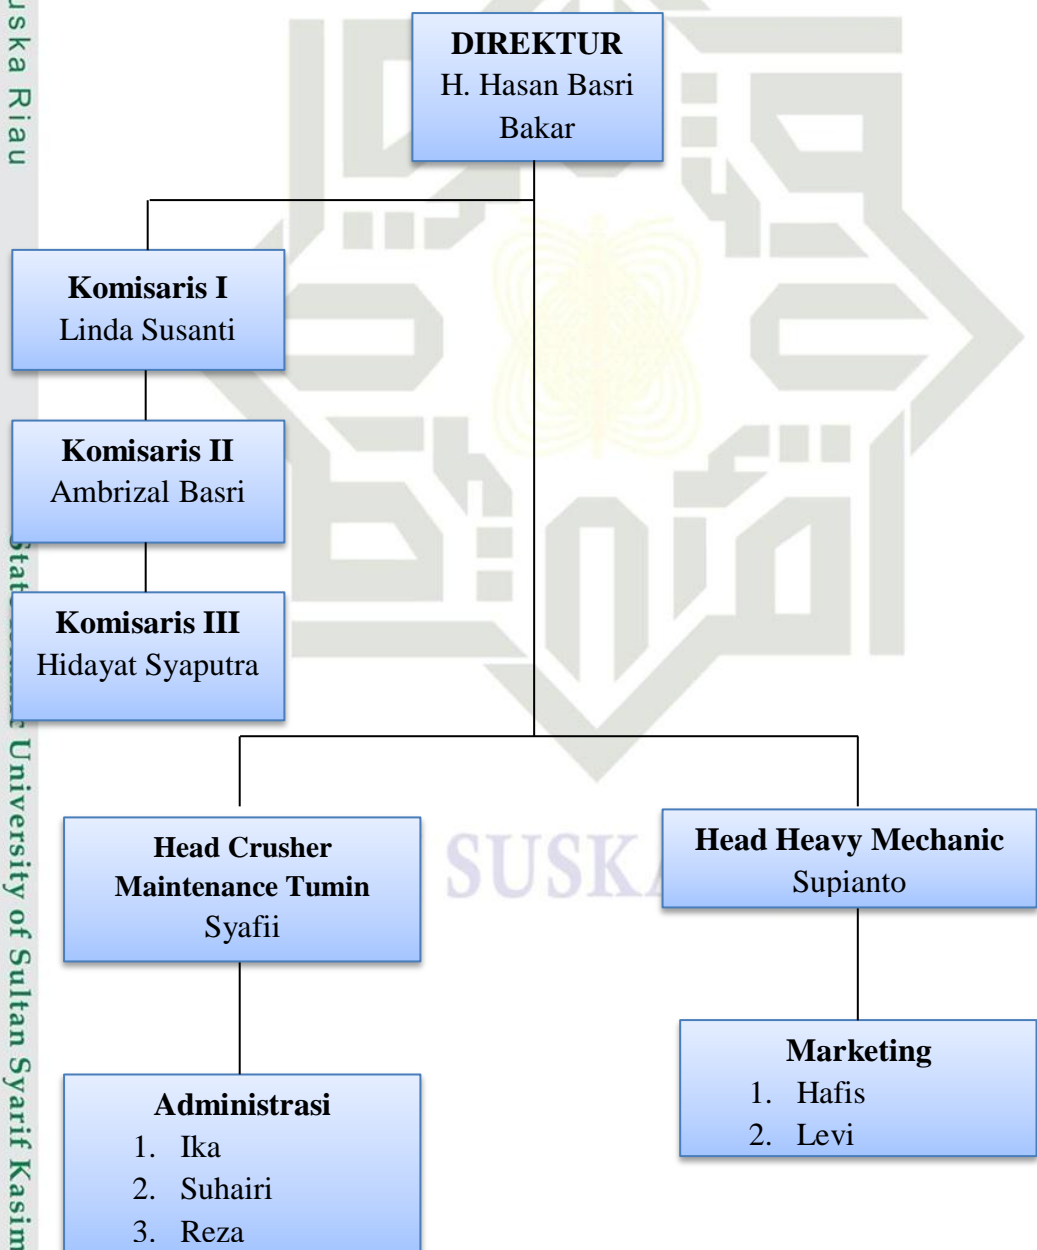 DIREKTUR
H. Hasan Basri
Bakar
Komisaris I
Linda Susanti
Komisaris II
Ambrizal Basri
Komisaris III
Hidayat Syaputra
Head Crusher
Maintenance Tumin
Syafii
Head Heavy Mechanic
Supianto
Marketing
1. Hafis
2. Levi
Administrasi
1. Ika
2. Suhairi
3. Reza
SUSKA
Riau
University of Sultan Syarif Kasim